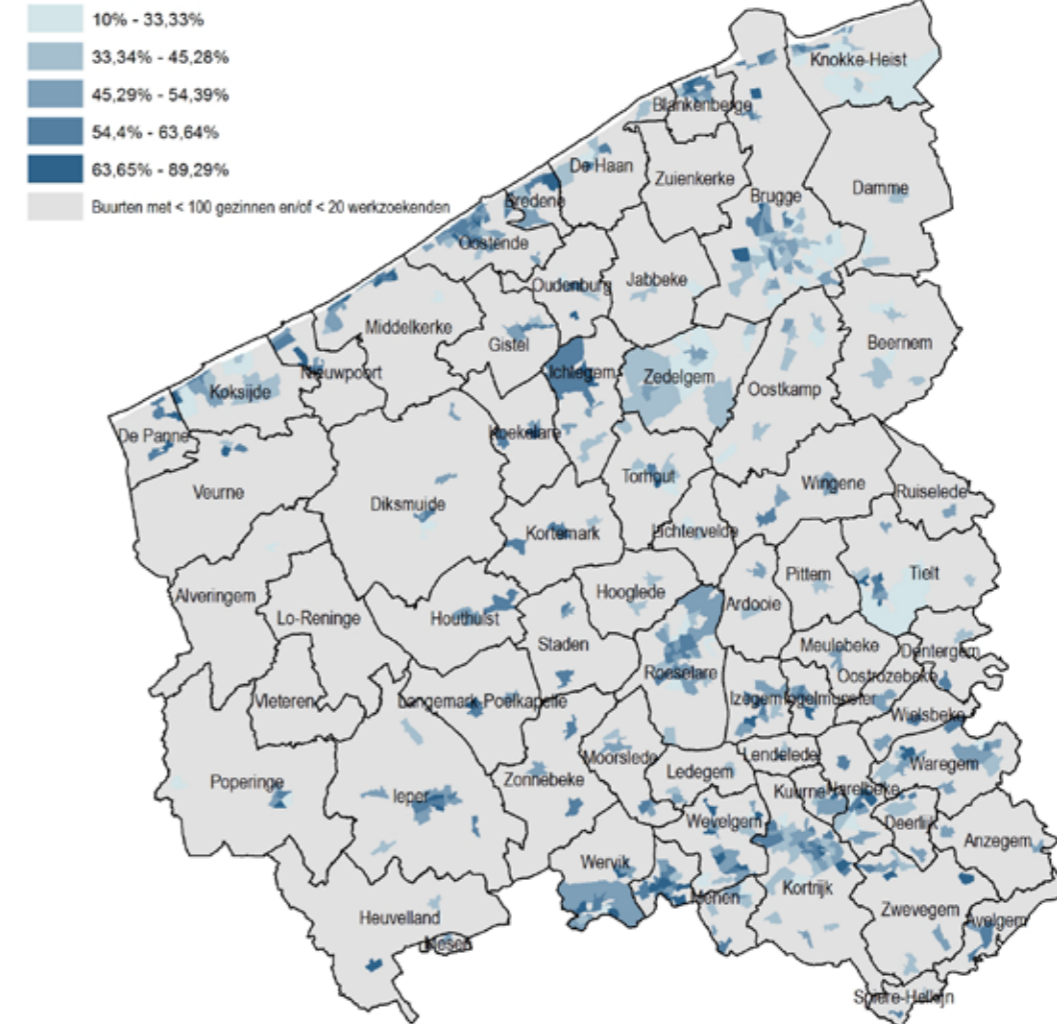 10% - 33,33%
33,34% - 45,28%
45,29% - 54,39%
54,4% - 63,64%
63,65% - 89,29%
Buurten met < 100 gezinnen en/of < 20 werkzoekenden
Knokke-Heist
Blankenberge
De Haan
Zuienkerke
Damme
Brugge
Bredene
Oostende
Oudenburg
Jabbeke
Middelkerke
Gistel
Beernem
Nieuwpoort
Ichtegem
Zedelgem
Oostkamp
Koksijde
De Panne
Koekelare
Torhout
Wingene
Veurne
Ruiselede
Diksmuide
Kortemark
Lichtervelde
Pittem
Tielt
Alveringem
Hooglede
Ardooie
Lo-Reninge
Houthulst
Staden
Meulebeke
Dentergem
Roeselare
Oostrozebeke
Vleteren
Langemark-Poelkapelle
Izegem
Ingelmunster
Wielsbeke
Moorslede
Lendelede
Waregem
Ledegem
Zonnebeke
Poperinge
Ieper
Kuurne
Harelbeke
Wevelgem
Deerlijk
Anzegem
Wervik
Kortrijk
Menen
Zwevegem
Heuvelland
Avelgem
Mesen
Spiere-Helkijn